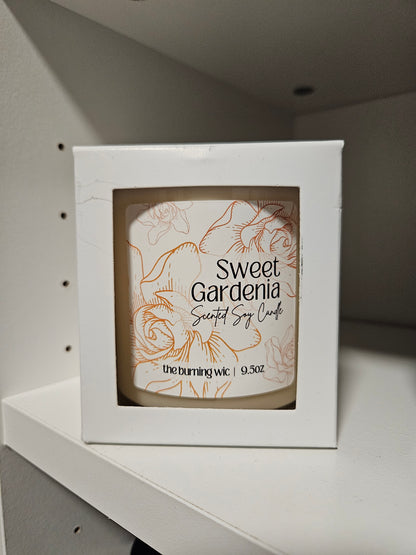 Sweet
Gardenia
Scented Soy Candle
the burning wic | 9.5oz